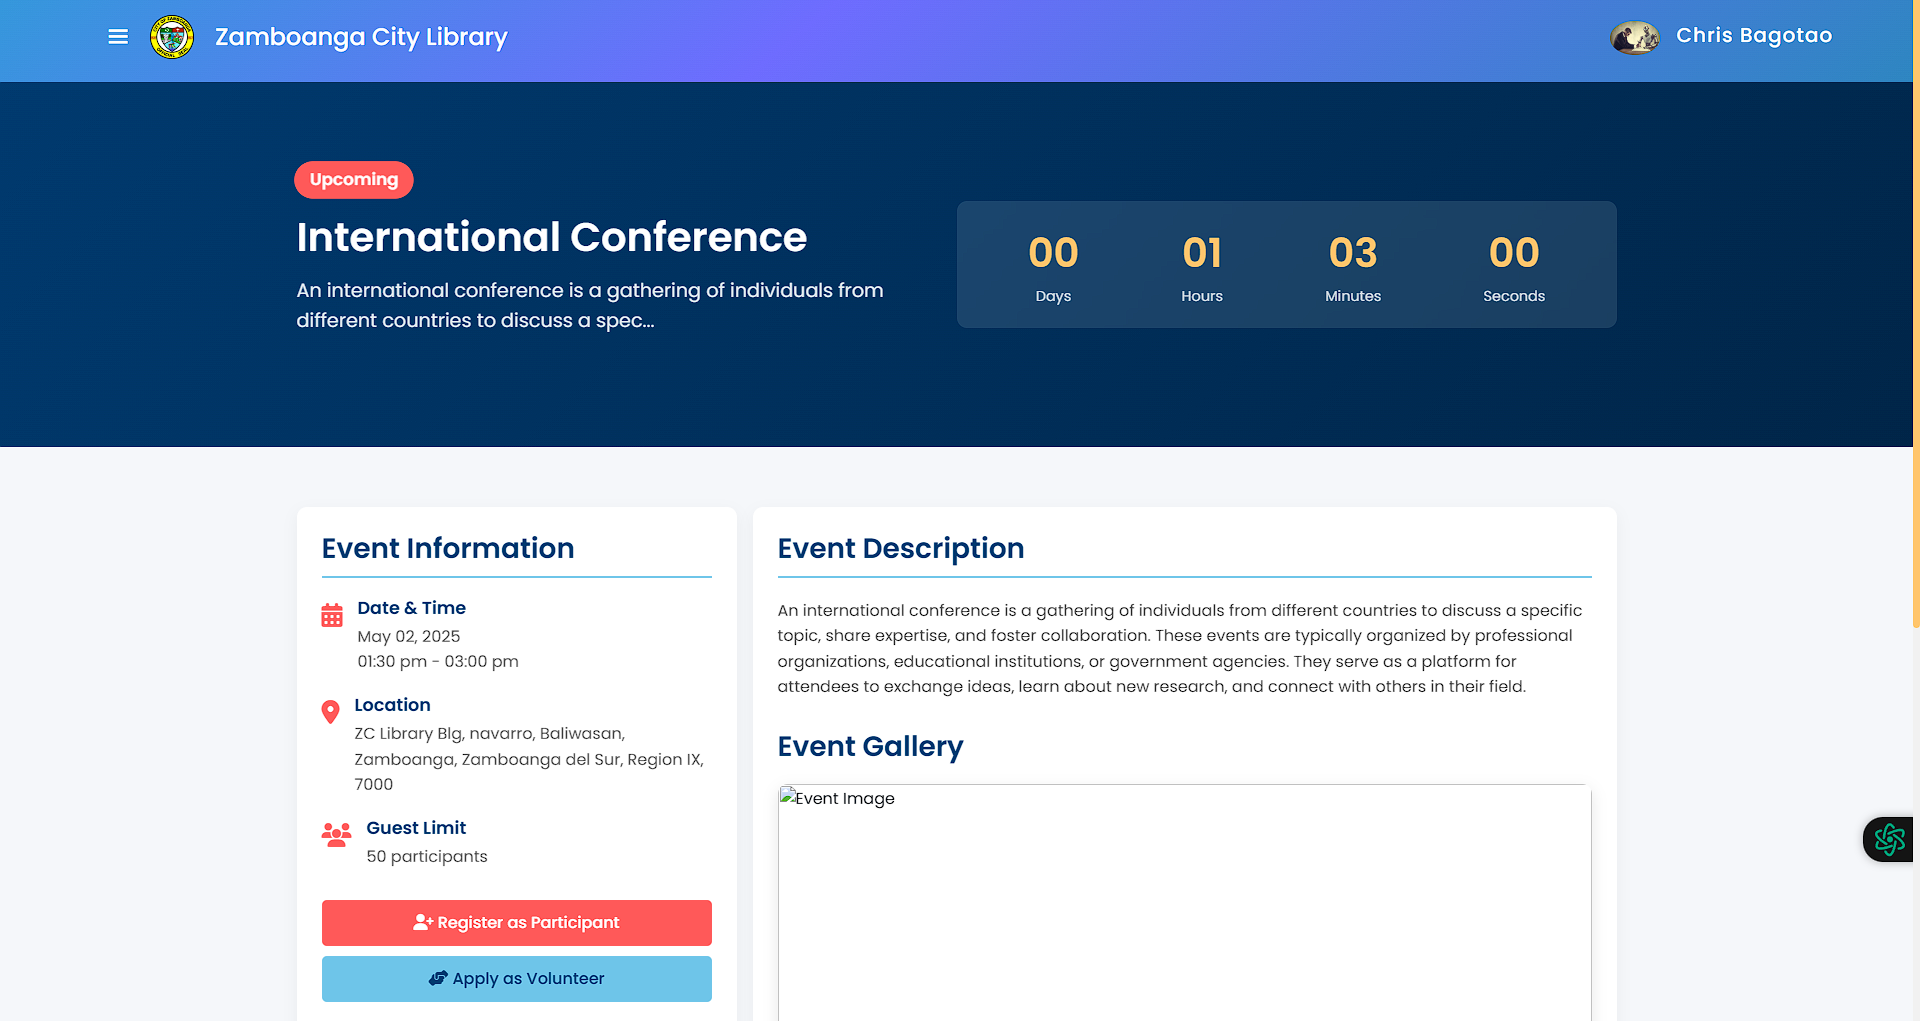 Zamboanga City Library
Chris Bagotao
Upcoming
International Conference
An international conference is a gathering of individuals from
different countries to discuss a spec...
00 01 03 00
Days Hours Minutes Seconds
Event Information
Date & Time
May 02, 2025
01:30 pm - 03:00 pm
Location
ZC Library Blg, navarro, Baliwasan,
Zamboanga, Zamboanga del Sur, Region IX,
7000
Guest Limit
50 participants
Register as Participant
Apply as Volunteer
Event Description
An international conference is a gathering of individuals from different countries to discuss a specific
topic, share expertise, and foster collaboration. These events are typically organized by professional
organizations, educational institutions, or government agencies. They serve as a platform for
attendees to exchange ideas, learn about new research, and connect with others in their field.
Event Gallery
Event Image